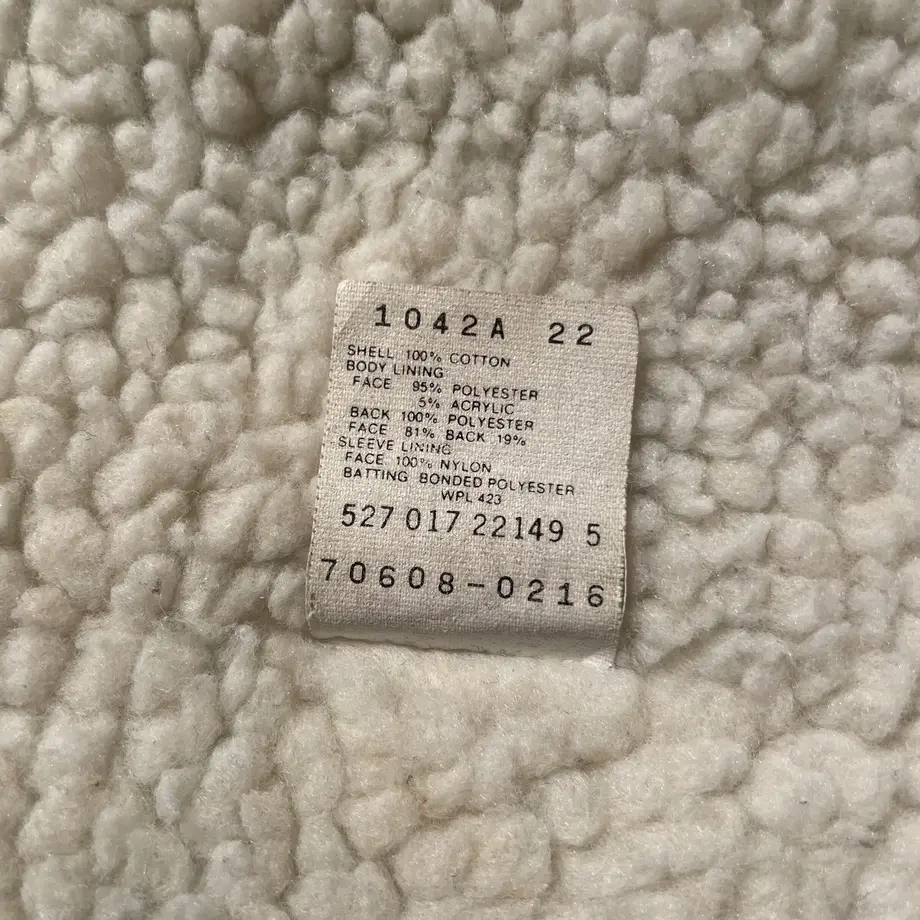 1042A 22
SHELL 100% COTTON
BODY LINING
FACE 95% POLYESTER
5% ACRYLIC
BACK 100% POLYESTER
FACE 81% BACK 19%
SLEEVE LINING
FACE 100% NYLON
BATTING BONDED POLYESTER
WPL 423
527 017 22149 5
70608-0216